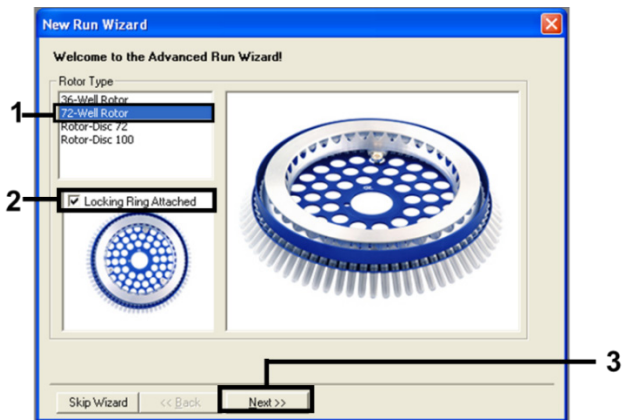 New Run Wizard
Welcome to the Advanced Run Wizard!
Rotor Type
1
36-Well Rotor
72-Well Rotor
Rotor-Disc 72
Rotor-Disc 100
2
Locking Ring Attached
3
Skip Wizard
<< Back
Next >>